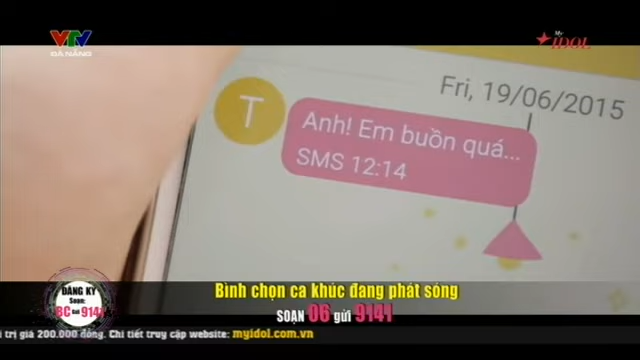 VTV
ĐÀ NẴNG
My
IDOL
Fri, 19/06/2015
T
Anh! Em buồn quá...
SMS 12:14
ĐĂNG KÝ
Soạn:
BC Gửi 9141
Bình chọn ca khúc đang phát sóng
SOẠN 06 gửi 9141
i trị giá 200.000 đồng. Chi tiết truy cập website: myidol.com.vn